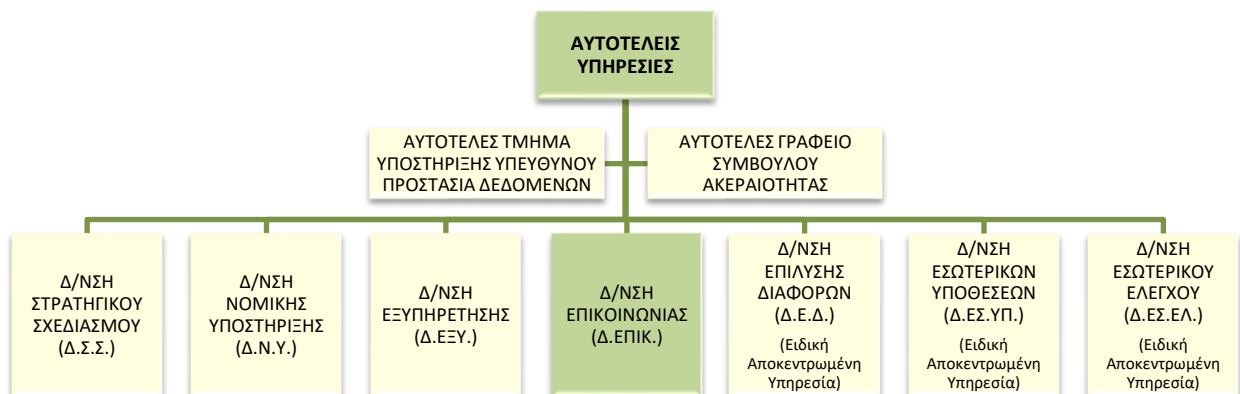 ΑΥΤΟΤΕΛΕΙΣ
ΥΠΗΡΕΣΙΕΣ
ΑΥΤΟΤΕΛΕΣ ΤΜΗΜΑ
ΥΠΟΣΤΗΡΙΞΗΣ ΥΠΕΥΘΥΝΟΥ
ΠΡΟΣΤΑΣΙΑ ΔΕΔΟΜΕΝΩΝ
ΑΥΤΟΤΕΛΕΣ ΓΡΑΦΕΙΟ
ΣΥΜΒΟΥΛΟΥ
ΑΚΕΡΑΙΟΤΗΤΑΣ
Δ/ΝΣΗ
ΣΤΡΑΤΗΓΙΚΟΥ
ΣΧΕΔΙΑΣΜΟΥ
(Δ.Σ.Σ.)
Δ/ΝΣΗ
ΝΟΜΙΚΗΣ
ΥΠΟΣΤΗΡΙΞΗΣ
(Δ.Ν.Υ.)
Δ/ΝΣΗ
ΕΞΥΠΗΡΕΤΗΣΗΣ
(Δ.ΕΞΥ.)
Δ/ΝΣΗ
ΕΠΙΚΟΙΝΩΝΙΑΣ
(Δ.ΕΠΙΚ.)
Δ/ΝΣΗ
ΕΠΙΛΥΣΗΣ
ΔΙΑΦΟΡΩΝ
(Δ.Ε.Δ.)
(Ειδική
Αποκεντρωμένη
Υπηρεσία)
Δ/ΝΣΗ
ΕΣΩΤΕΡΙΚΩΝ
ΥΠΟΘΕΣΕΩΝ
(Δ.ΕΣ.ΥΠ.)
(Ειδική
Αποκεντρωμένη
Υπηρεσία)
Δ/ΝΣΗ
ΕΣΩΤΕΡΙΚΟΥ
ΕΛΕΓΧΟΥ
(Δ.ΕΣ.ΕΛ.)
(Ειδική
Αποκεντρωμένη
Υπηρεσία)